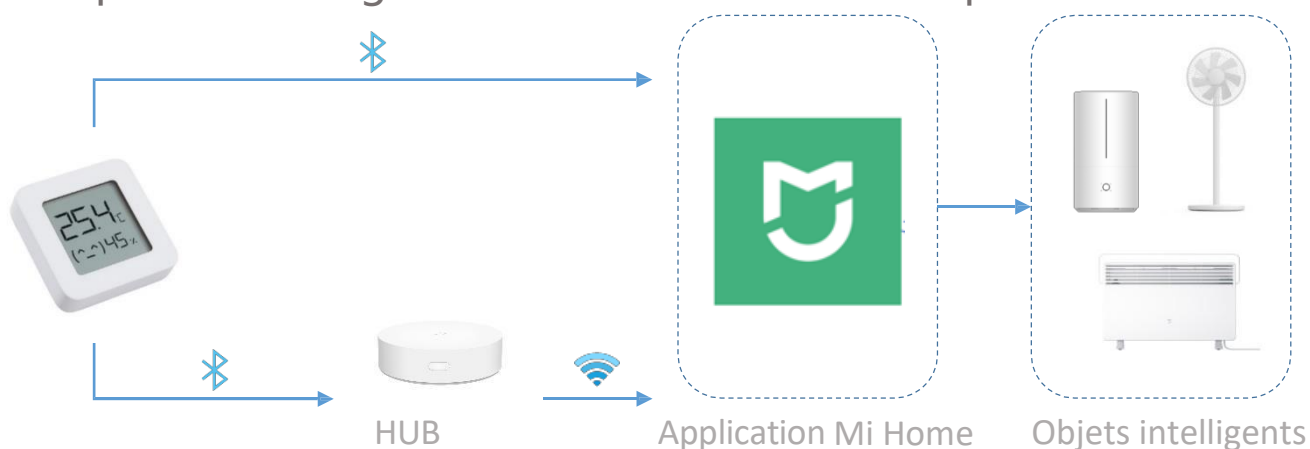 25.4 °C
(^_^) 45 %
HUB
Application Mi Home
Objets intelligents